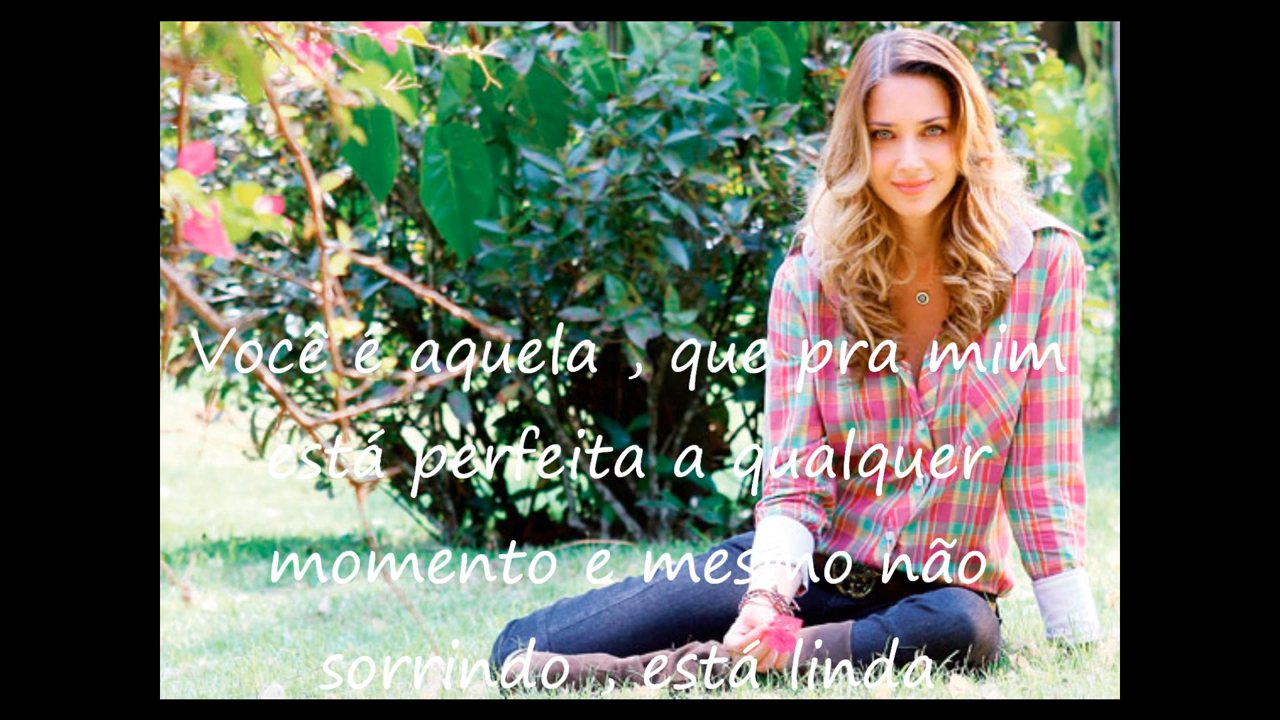 Você é aquela , que pra mim
está perfeita a qualquer
momento e mesmo não
sorrindo , está linda